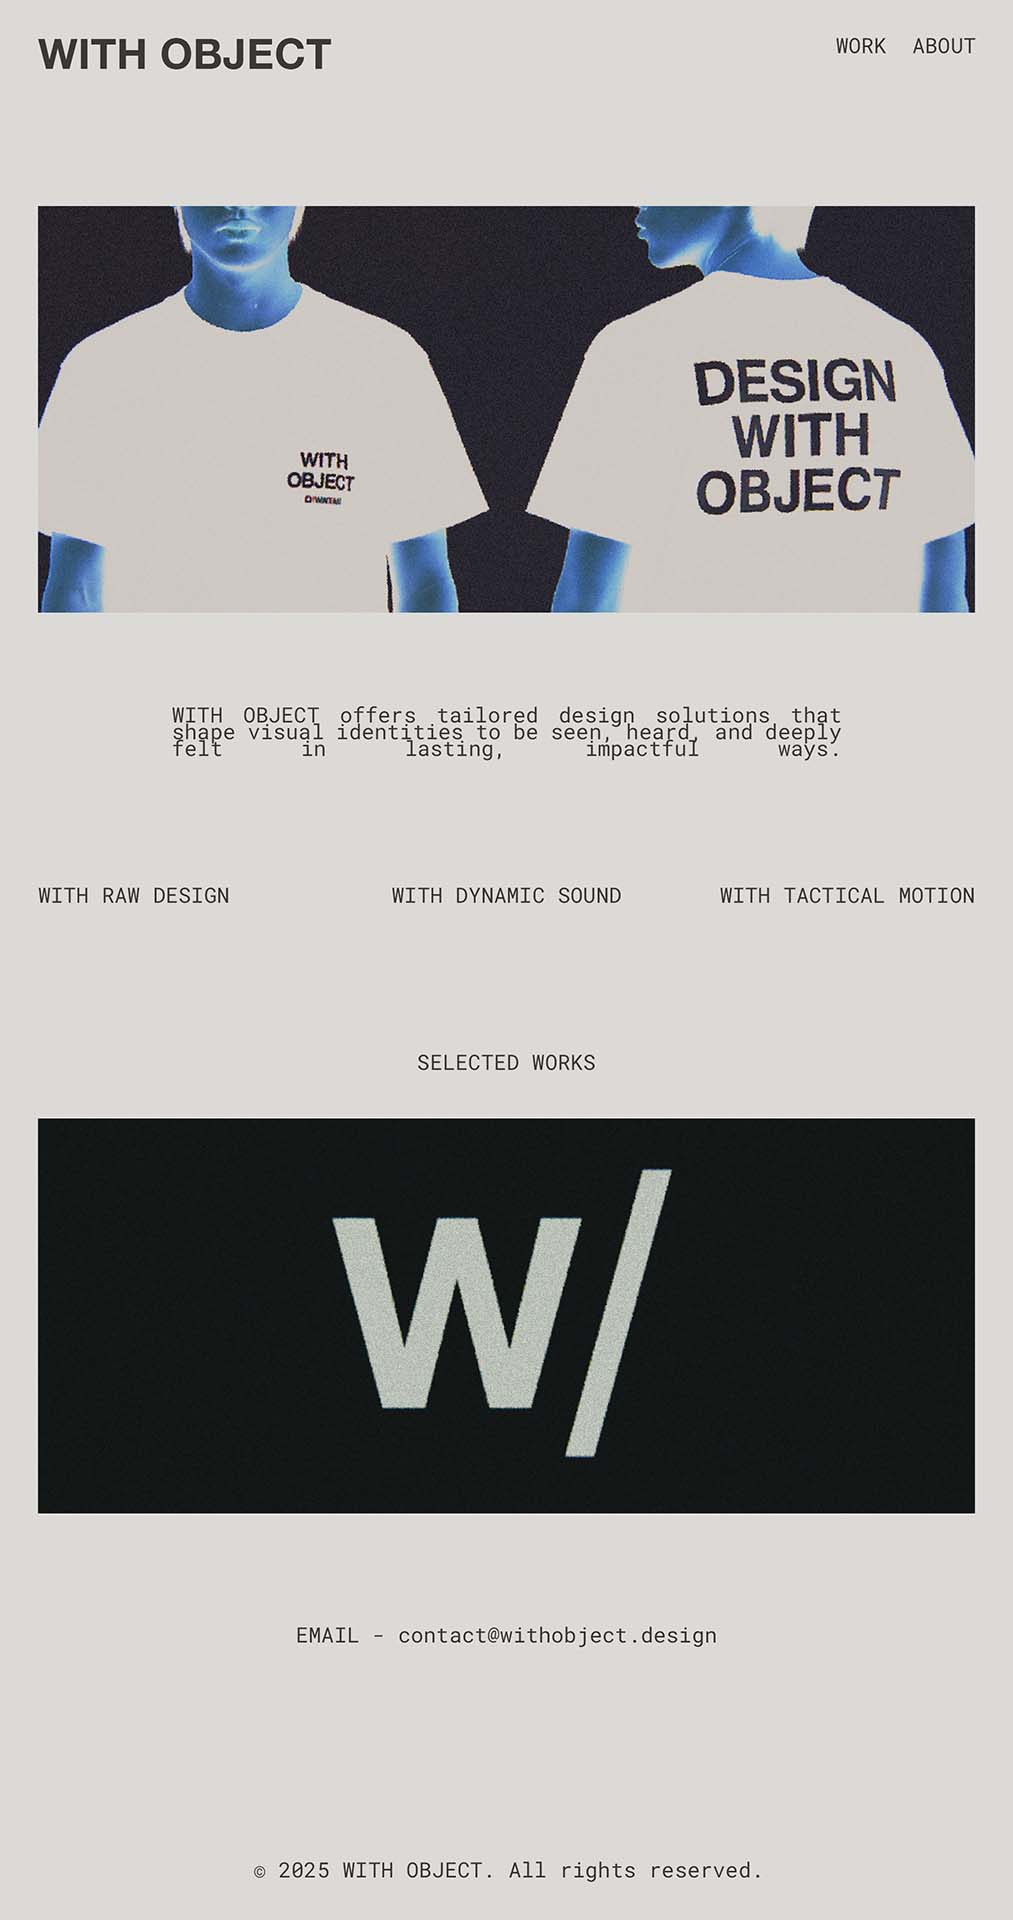 WITH OBJECT
WORK ABOUT
WITH
OBJECT
DESIGN
WITH
OBJECT
WITH OBJECT offers tailored design solutions that
shape visual identities to be seen, heard, and deeply
felt in lasting, impactful ways.
WITH RAW DESIGN WITH DYNAMIC SOUND WITH TACTICAL MOTION
SELECTED WORKS
W/
EMAIL - contact@withobject.design
© 2025 WITH OBJECT. All rights reserved.